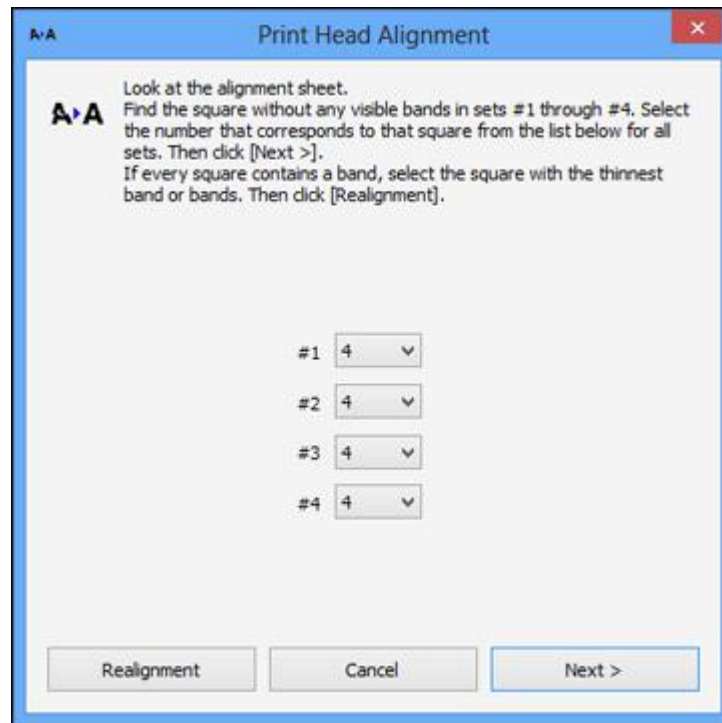 A▸A Print Head Alignment
A▸A
Look at the alignment sheet.
Find the square without any visible bands in sets #1 through #4. Select
the number that corresponds to that square from the list below for all
sets. Then click [Next >].
If every square contains a band, select the square with the thinnest
band or bands. Then click [Realignment].
#1 4
#2 4
#3 4
#4 4
Realignment Cancel Next >